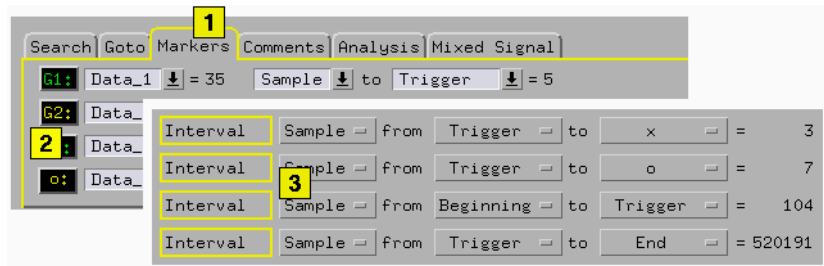 1
Search Goto Markers Comments Analysis Mixed Signal
G1: Data_1 = 35 Sample to Trigger = 5
G2: Data_
2 : Data_
o: Data_
Interval Sample from Trigger to x = 3
Interval Sample from Trigger to o = 7
3
Interval Sample from Beginning to Trigger = 104
Interval Sample from Trigger to End = 520191